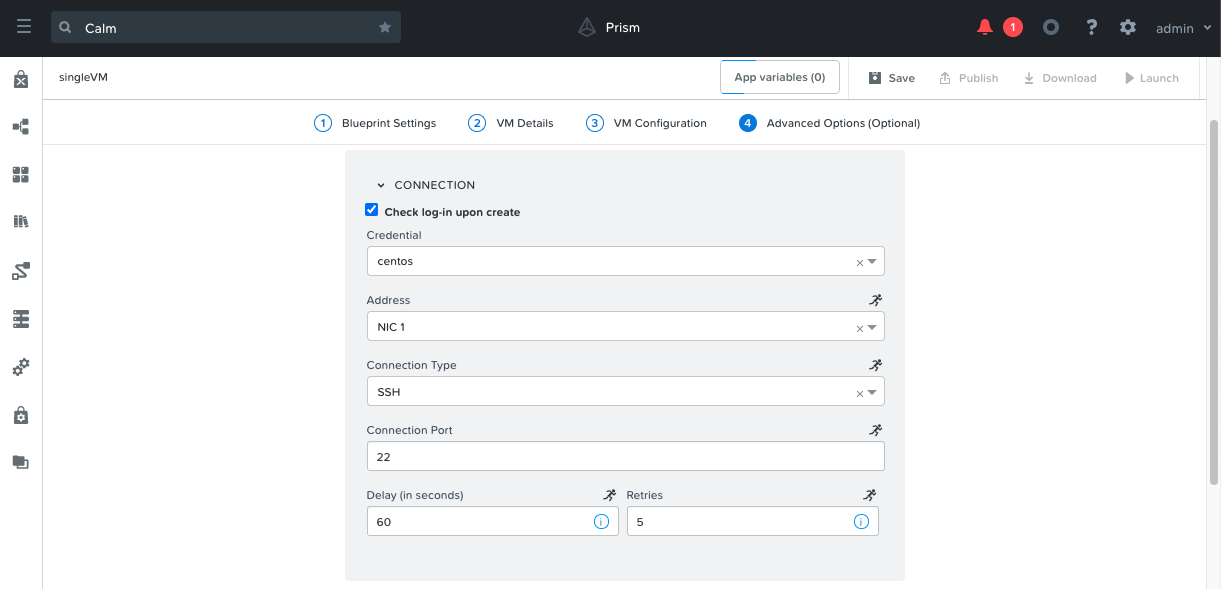 Calm
Prism
1
?
admin
singleVM
App variables (0)
Save
Publish
Download
Launch
1 Blueprint Settings
2 VM Details
3 VM Configuration
4 Advanced Options (Optional)
CONNECTION
Check log-in upon create
Credential
centos
Address
NIC 1
Connection Type
SSH
Connection Port
22
Delay (in seconds)
Retries
60
5